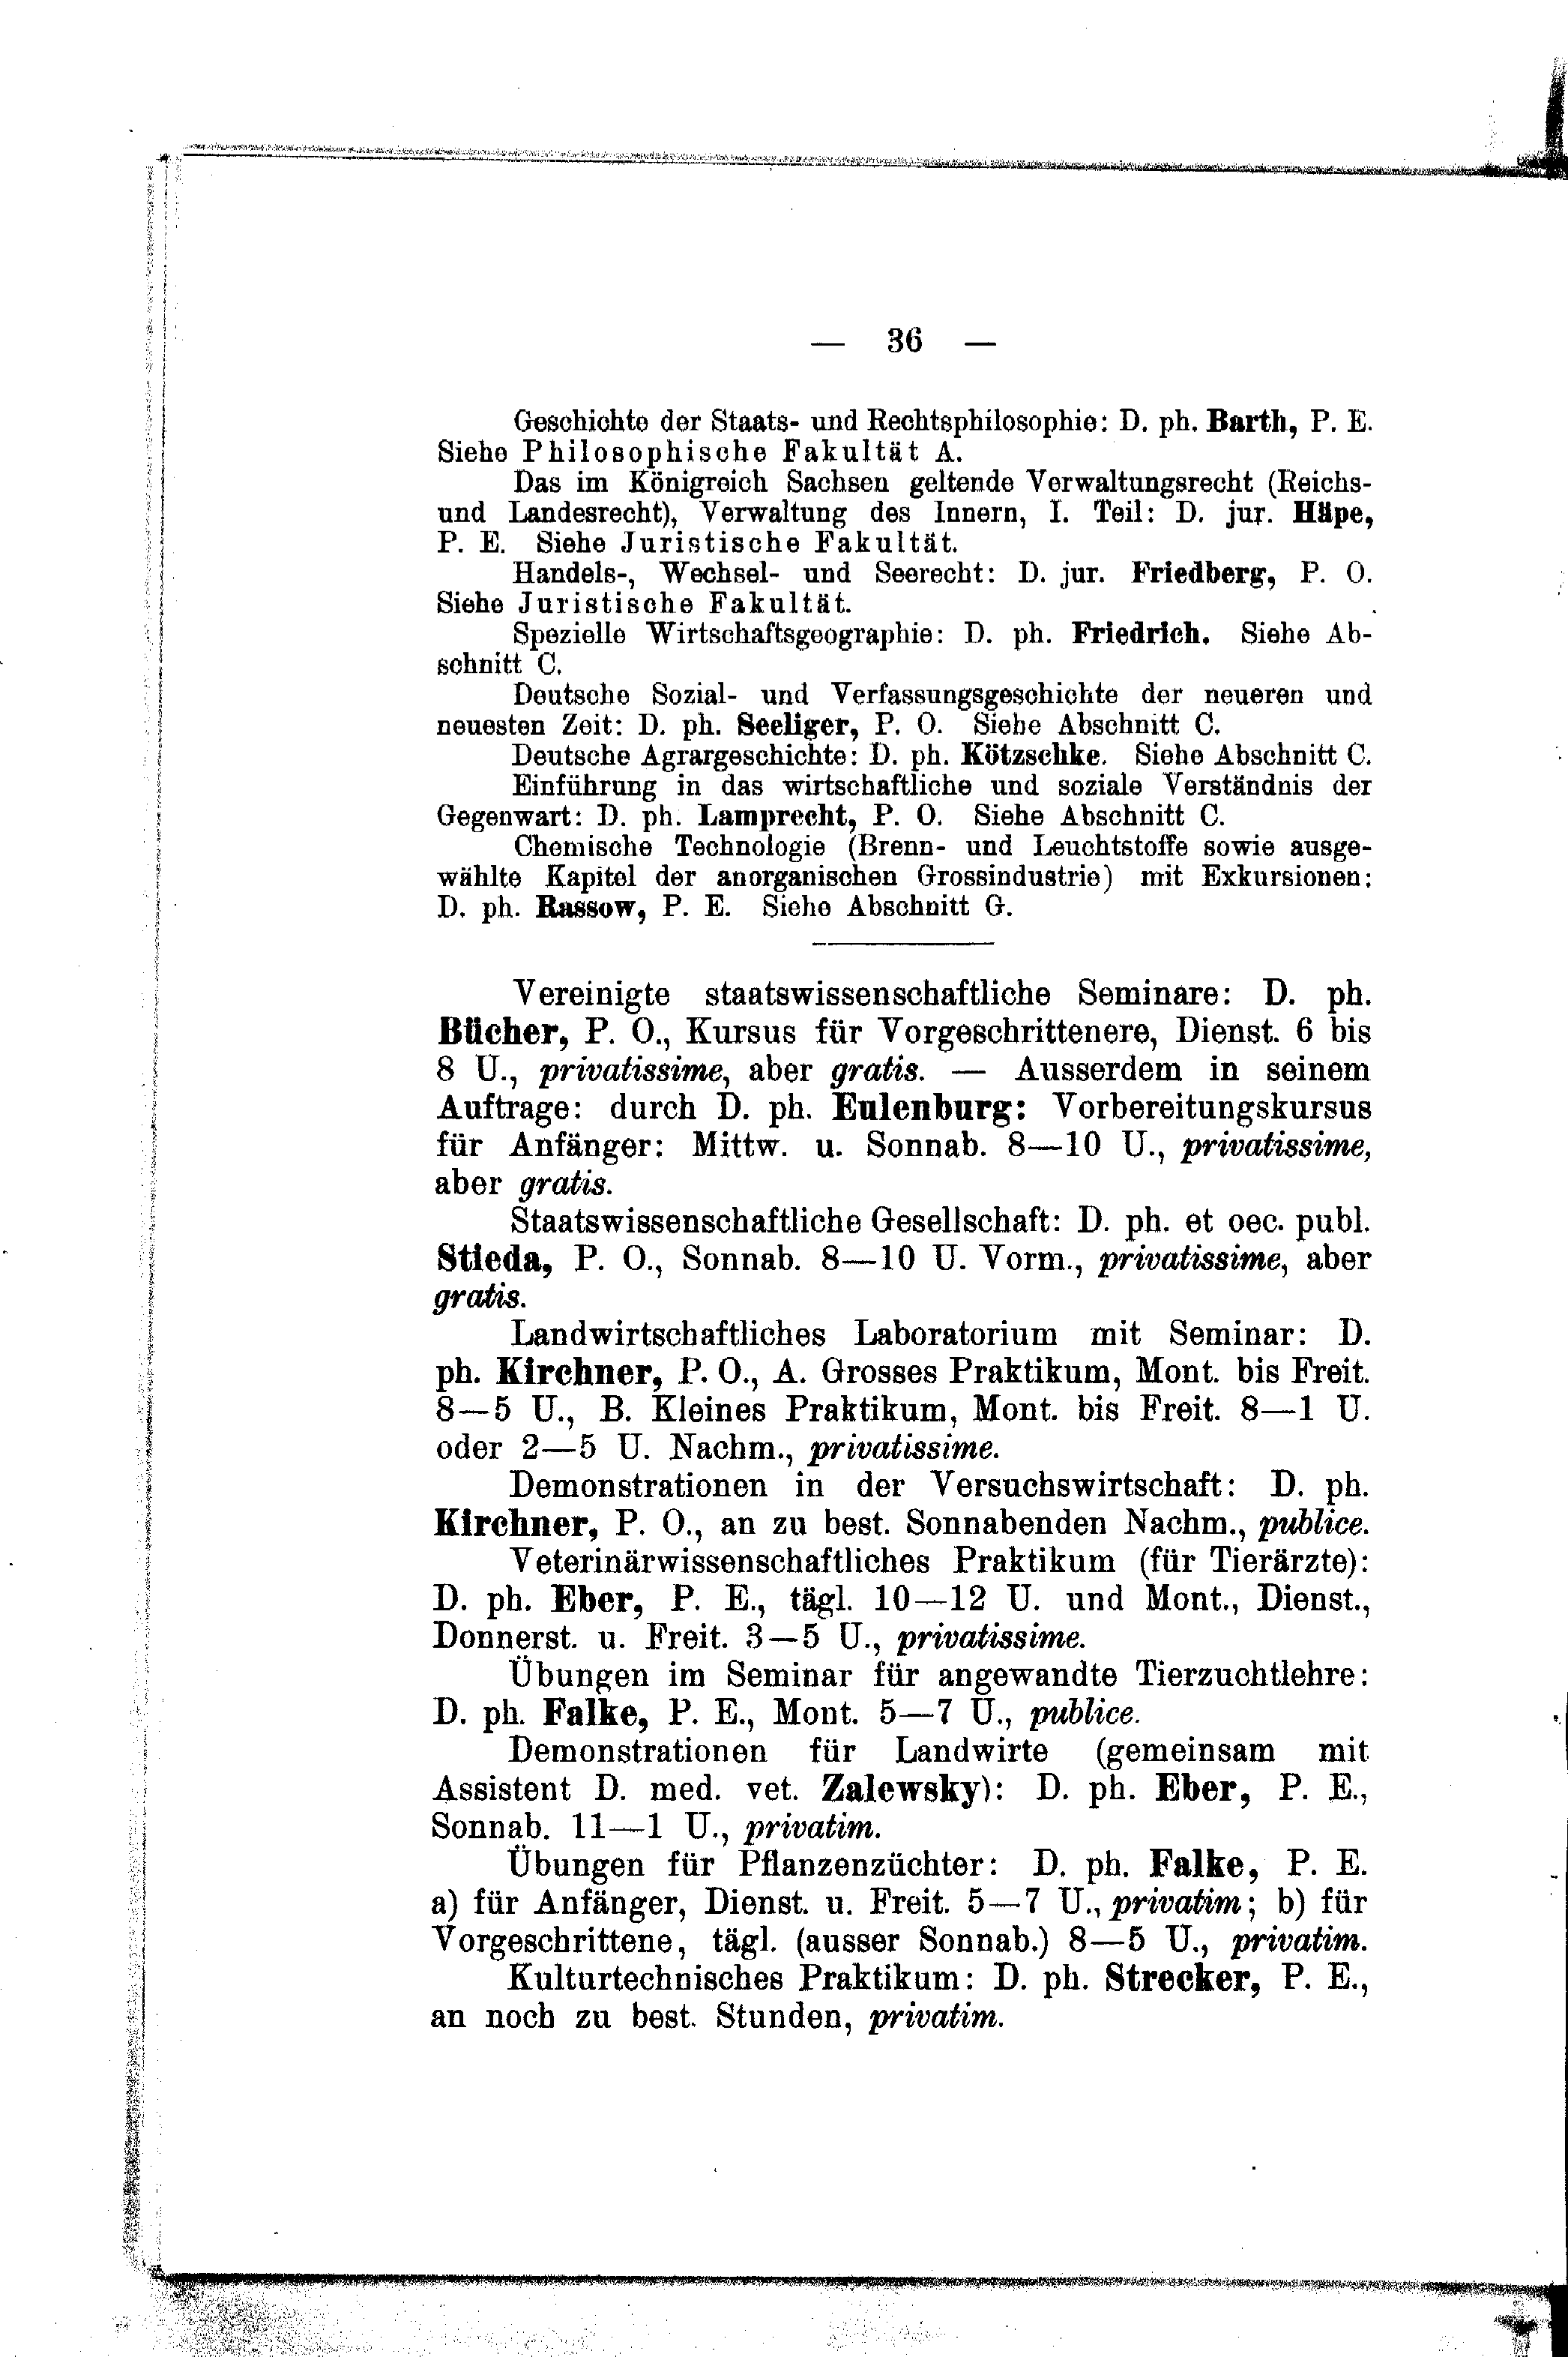 — 36 —
Geschichte der Staats- und Rechtsphilosophie: D. ph. Barth, P. E.
Siehe Philosophische Fakultät A.
Das im Königreich Sachsen geltende Verwaltungsrecht (Reichs-
und Landesrecht), Verwaltung des Innern, I. Teil: D. jur. Häpe,
P. E. Siehe Juristische Fakultät.
Handels-, Wechsel- und Seerecht: D. jur. Friedberg, P. O.
Siehe Juristische Fakultät.
Spezielle Wirtschaftsgeographie: D. ph. Friedrich. Siehe Ab-
schnitt C.
Deutsche Sozial- und Verfassungsgeschichte der neueren und
neuesten Zeit: D. ph. Seeliger, P. O. Siehe Abschnitt C.
Deutsche Agrargeschichte: D. ph. Kötzschke. Siehe Abschnitt C.
Einführung in das wirtschaftliche und soziale Verständnis der
Gegenwart: D. ph. Lamprecht, P. O. Siehe Abschnitt C.
Chemische Technologie (Brenn- und Leuchtstoffe sowie ausge-
wählte Kapitel der anorganischen Grossindustrie) mit Exkursionen:
D. ph. Rassow, P. E. Siehe Abschnitt G.
Vereinigte staatswissenschaftliche Seminare: D. ph.
Bücher, P. O., Kursus für Vorgeschrittenere, Dienst. 6 bis
8 U., privatissime, aber gratis. — Ausserdem in seinem
Auftrage: durch D. ph. Eulenburg: Vorbereitungskursus
für Anfänger: Mittw. u. Sonnab. 8—10 U., privatissime,
aber gratis.
Staatswissenschaftliche Gesellschaft: D. ph. et oec. publ.
Stieda, P. O., Sonnab. 8—10 U. Vorm., privatissime, aber
gratis.
Landwirtschaftliches Laboratorium mit Seminar: D.
ph. Kirchner, P. O., A. Grosses Praktikum, Mont. bis Freit.
8—5 U., B. Kleines Praktikum, Mont. bis Freit. 8—1 U.
oder 2—5 U. Nachm., privatissime.
Demonstrationen in der Versuchswirtschaft: D. ph.
Kirchner, P. O., an zu best. Sonnabenden Nachm., publice.
Veterinärwissenschaftliches Praktikum (für Tierärzte):
D. ph. Eber, P. E., tägl. 10—12 U. und Mont., Dienst.,
Donnerst. u. Freit. 3—5 U., privatissime.
Übungen im Seminar für angewandte Tierzuchtlehre:
D. ph. Falke, P. E., Mont. 5—7 U., publice.
Demonstrationen für Landwirte (gemeinsam mit
Assistent D. med. vet. Zalewsky): D. ph. Eber, P. E.,
Sonnab. 11—1 U., privatim.
Übungen für Pflanzenzüchter: D. ph. Falke, P. E.
a) für Anfänger, Dienst. u. Freit. 5—7 U., privatim; b) für
Vorgeschrittene, tägl. (ausser Sonnab.) 8—5 U., privatim.
Kulturtechnisches Praktikum: D. ph. Strecker, P. E.,
an noch zu best. Stunden, privatim.